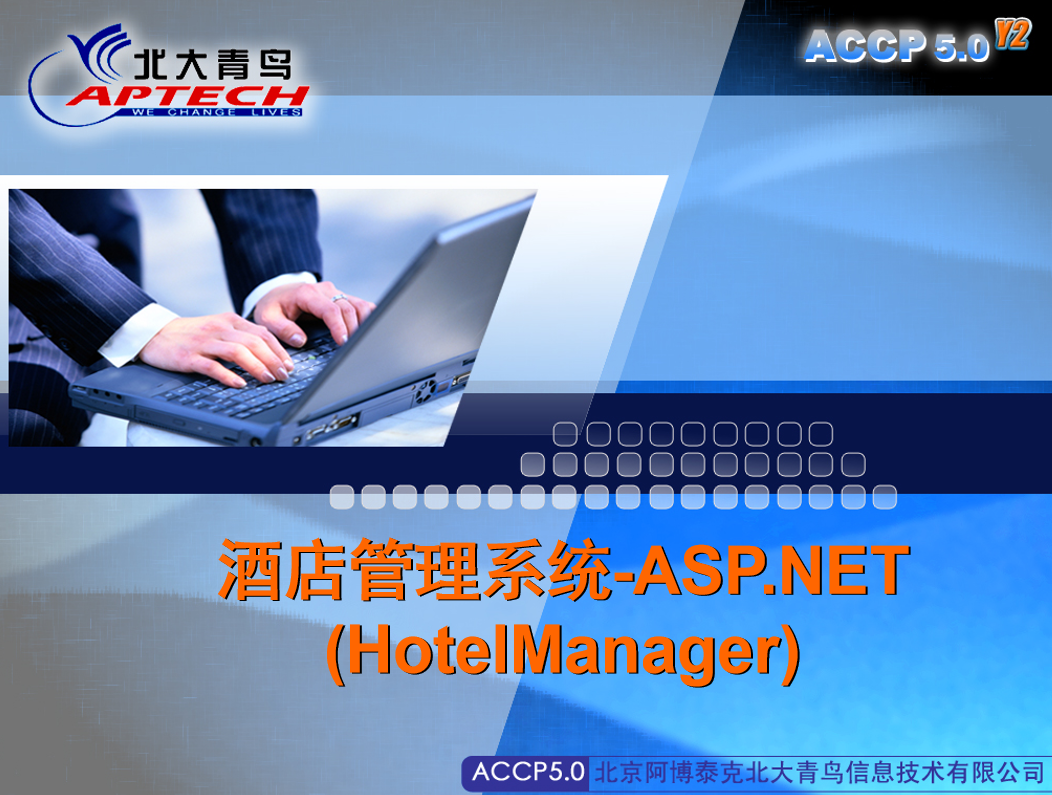 北大青鸟
APTECH
WE CHANGE LIVES
ACCP 5.0 Y2
酒店管理系统-ASP.NET
(HotelManager)
ACCP5.0 北京阿博泰克北大青鸟信息技术有限公司